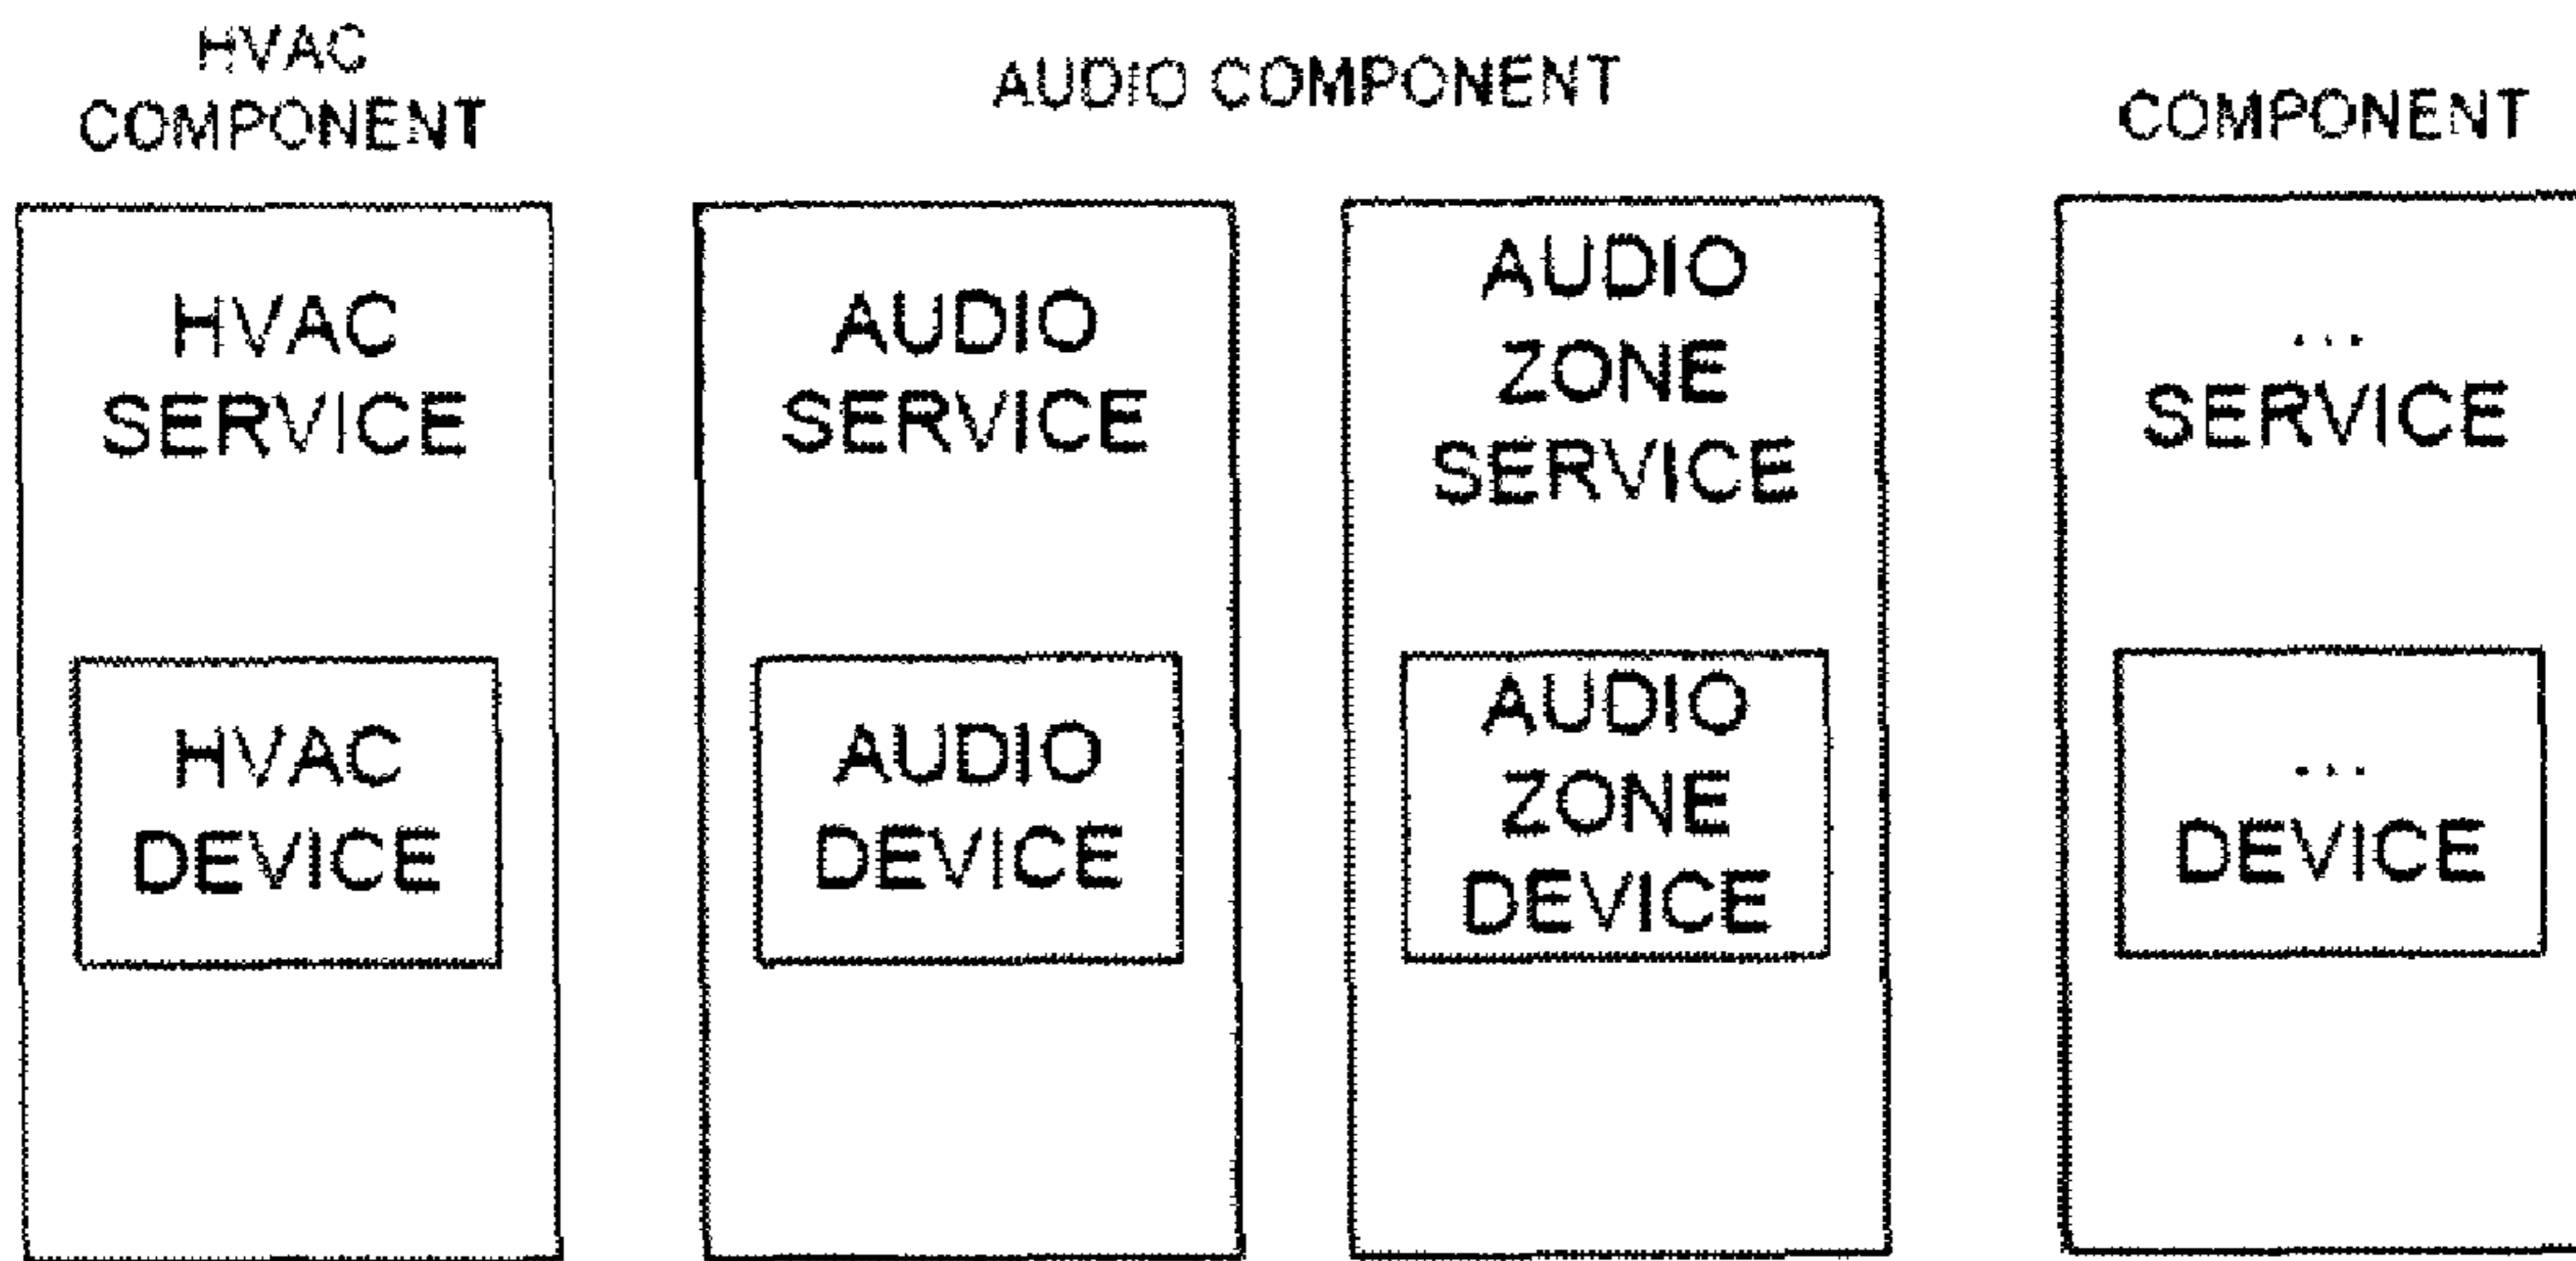 HVAC
COMPONENT
AUDIO COMPONENT
COMPONENT
HVAC
SERVICE
AUDIO
SERVICE
AUDIO
ZONE
SERVICE
...
SERVICE
HVAC
DEVICE
AUDIO
DEVICE
AUDIO
ZONE
DEVICE
...
DEVICE